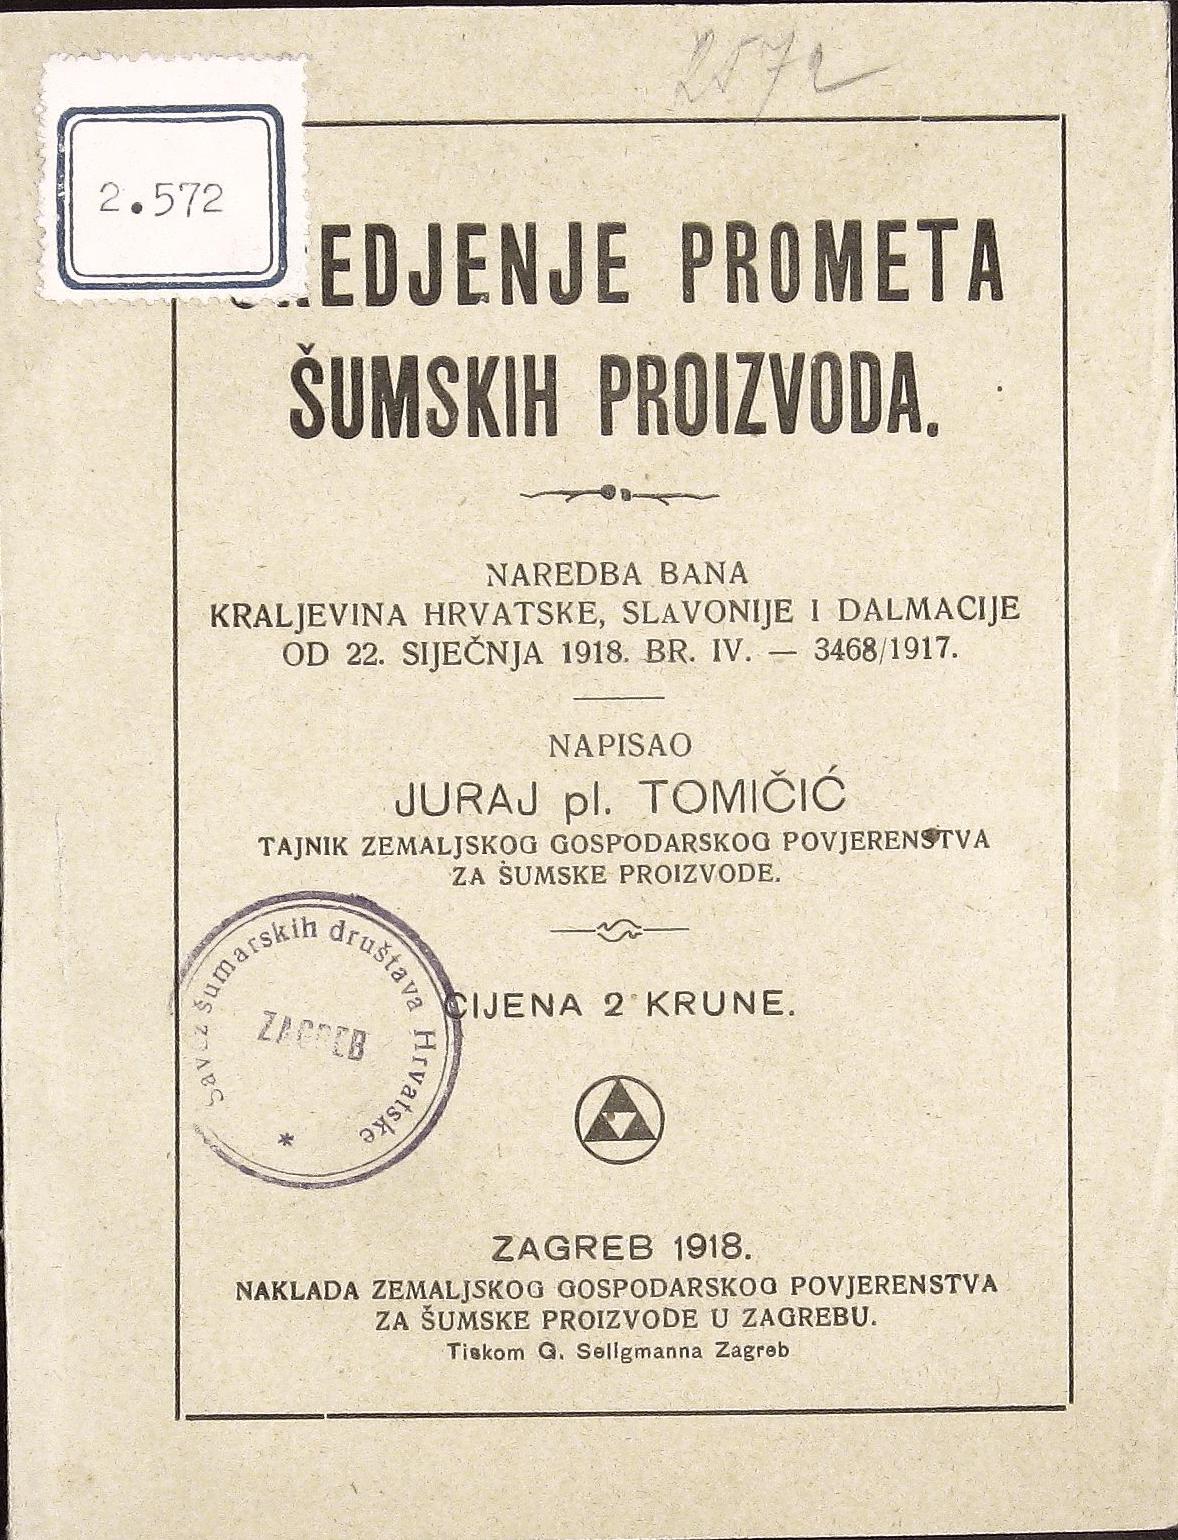 2572
2.572
EDJENJE PROMETA
ŠUMSKIH PROIZVODA.
NAREDBA BANA
KRALJEVINA HRVATSKE, SLAVONIJE I DALMACIJE
OD 22. SIJEČNJA 1918. BR. IV. — 3468/1917.
NAPISAO
JURAJ pl. TOMIČIĆ
TAJNIK ZEMALJSKOG GOSPODARSKOG POVJERENSTVA
ZA ŠUMSKE PROIZVODE.
Savez šumarskih društava Hrvatske
ZAGREB
*
CIJENA 2 KRUNE.
ZAGREB 1918.
NAKLADA ZEMALJSKOG GOSPODARSKOG POVJERENSTVA
ZA ŠUMSKE PROIZVODE U ZAGREBU.
Tiskom G. Seligmanna Zagreb